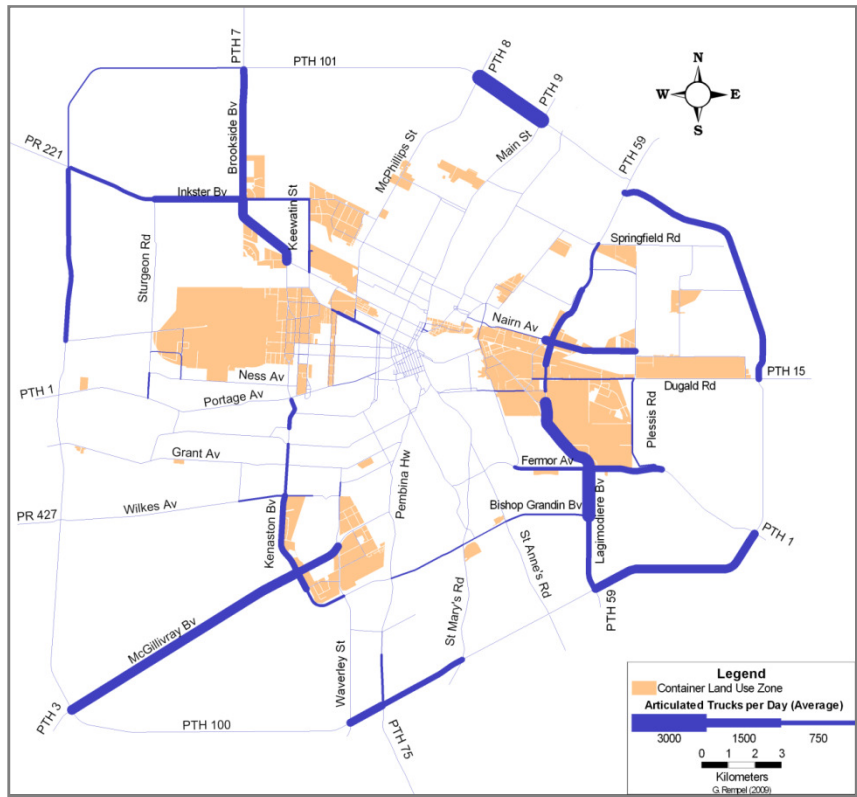 PTH 7
PTH 101
PTH 8
PTH 9
N
W
E
S
PR 221
Brookside Bv
McPhillips St
Main St
PTH 59
Inkster Bv
Keewatin St
Sturgeon Rd
Springfield Rd
Nairn Av
PTH 1
Ness Av
Portage Av
PTH 15
Dugald Rd
Plessis Rd
Grant Av
Fermor Av
PR 427
Wilkes Av
Kenaston Bv
Pembina Hw
Bishop Grandin Bv
Lagimodiere Bv
PTH 1
St Anne's Rd
St Mary's Rd
PTH 59
McGillivray Bv
Waverley St
PTH 3
PTH 100
PTH 75
Legend
Container Land Use Zone
Articulated Trucks per Day (Average)
3000 1500 750
0 1 2 3
Kilometers
G. Rempel (2009)